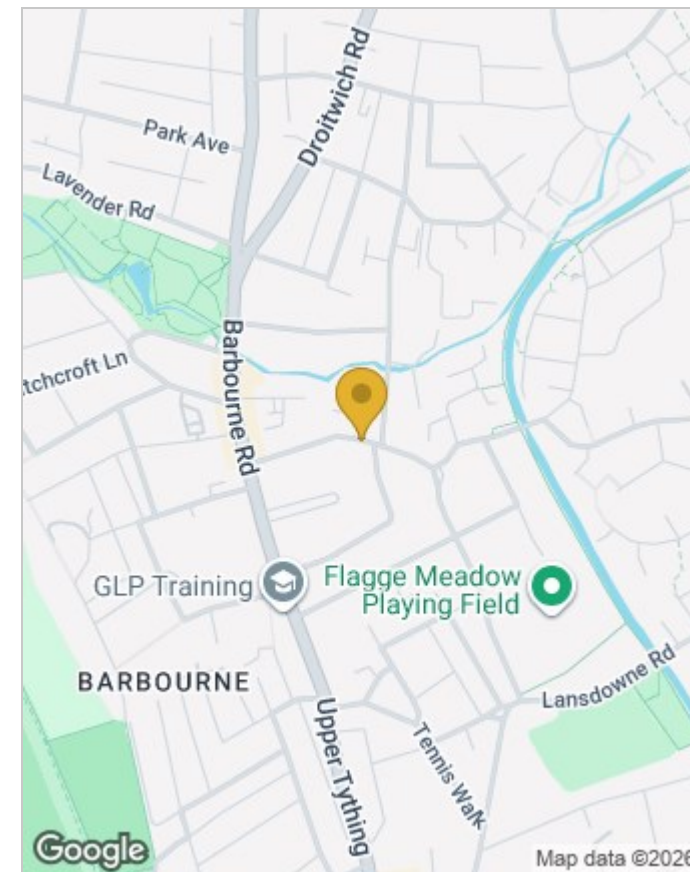 Park Ave
Droitwich Rd
Lavender Rd
tchcroft Ln
Barbourne Rd
GLP Training
Flagge Meadow
Playing Field
BARBOURNE
Lansdowne Rd
Upper Tything
Tennis Walk
Google
Map data ©2026